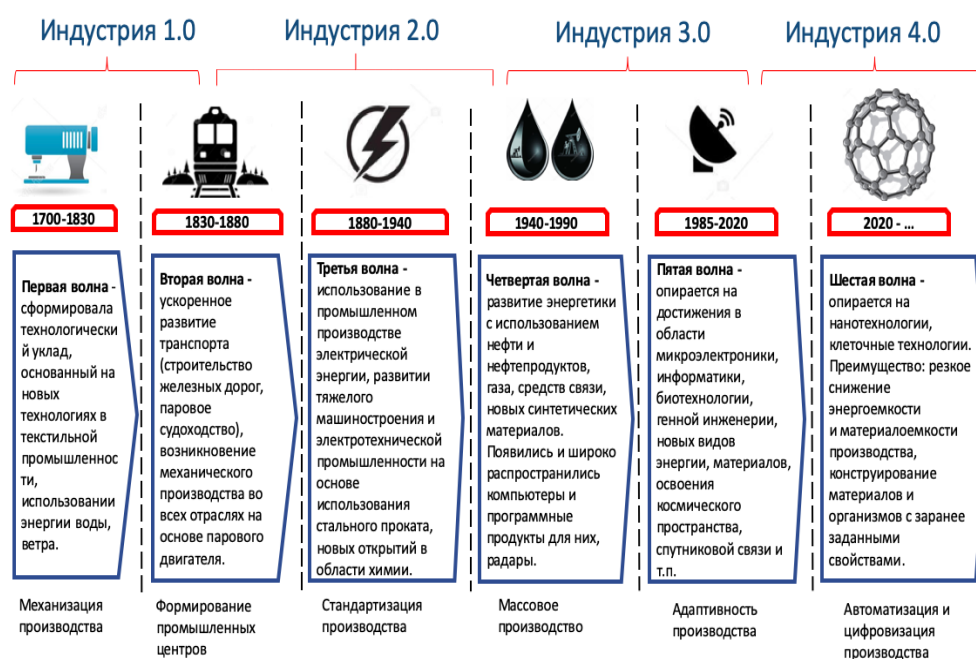 Индустрия 1.0
Индустрия 2.0
Индустрия 3.0
Индустрия 4.0
1700-1830
1830-1880
1880-1940
1940-1990
1985-2020
2020 - ...
Первая волна -
сформировала
технологически
й уклад,
основанный на
новых
технологиях в
текстильной
промышленнос
ти,
использовании
энергии воды,
ветра.
Вторая волна -
ускоренное
развитие
транспорта
(строительство
железных дорог,
паровое
судоходство),
возникновение
механического
производства во
всех отраслях на
основе парового
двигателя.
Третья волна -
использование в
промышленном
производстве
электрической
энергии, развитии
тяжелого
машиностроения и
электротехнической
промышленности на
основе
использования
стального проката,
новых открытий в
области химии.
Четвертая волна -
развитие энергетики
с использованием
нефти и
нефтепродуктов,
газа, средств связи,
новых синтетических
материалов.
Появились и широко
распространились
компьютеры и
программные
продукты для них,
радары.
Пятая волна -
опирается на
достижения в
области
микроэлектроники,
информатики,
биотехнологии,
генной инженерии,
новых видов
энергии, материалов,
освоения
космического
пространства,
спутниковой связи и
т.п.
Шестая волна -
опирается на
нанотехнологии,
клеточные технологии.
Преимущество: резкое
снижение
энергоемкости
и материалоемкости
производства,
конструирование
материалов и
организмов с заранее
заданными
свойствами.
Механизация
производства
Формирование
промышленных
центров
Стандартизация
производства
Массовое
производство
Адаптивность
производства
Автоматизация и
цифровизация
производства